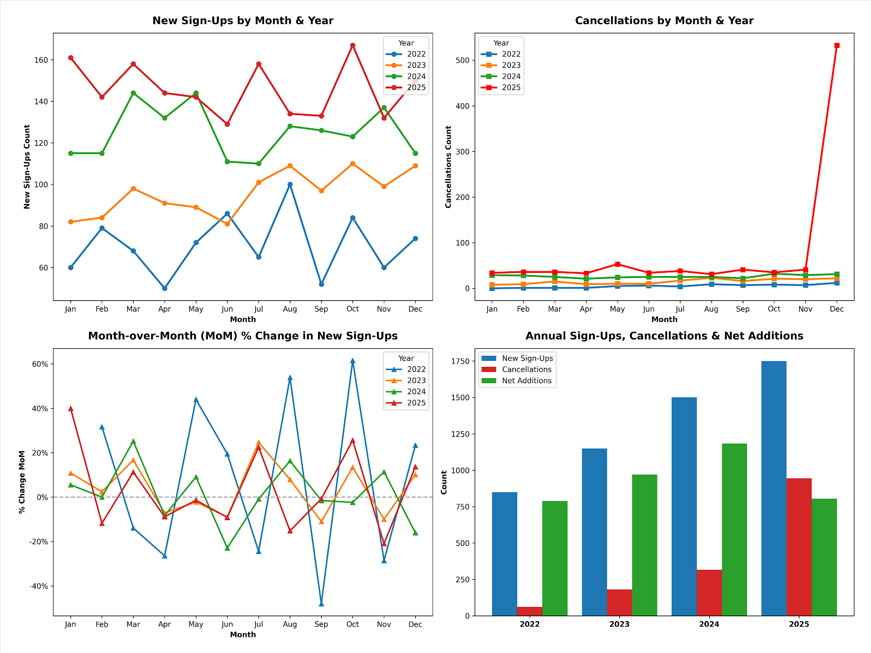 New Sign-Ups by Month & Year
New Sign-Ups Count
160
140
120
100
80
60
Year
2022
2023
2024
2025
Jan Feb Mar Apr May Jun Jul Aug Sep Oct Nov Dec
Month
Cancellations by Month & Year
Cancellations Count
500
400
300
200
100
0
Year
2022
2023
2024
2025
Jan Feb Mar Apr May Jun Jul Aug Sep Oct Nov Dec
Month
Month-over-Month (MoM) % Change in New Sign-Ups
% Change MoM
60%
40%
20%
0%
-20%
-40%
Year
2022
2023
2024
2025
Jan Feb Mar Apr May Jun Jul Aug Sep Oct Nov Dec
Month
Annual Sign-Ups, Cancellations & Net Additions
Count
1750
1500
1250
1000
750
500
250
0
New Sign-Ups
Cancellations
Net Additions
2022 2023 2024 2025